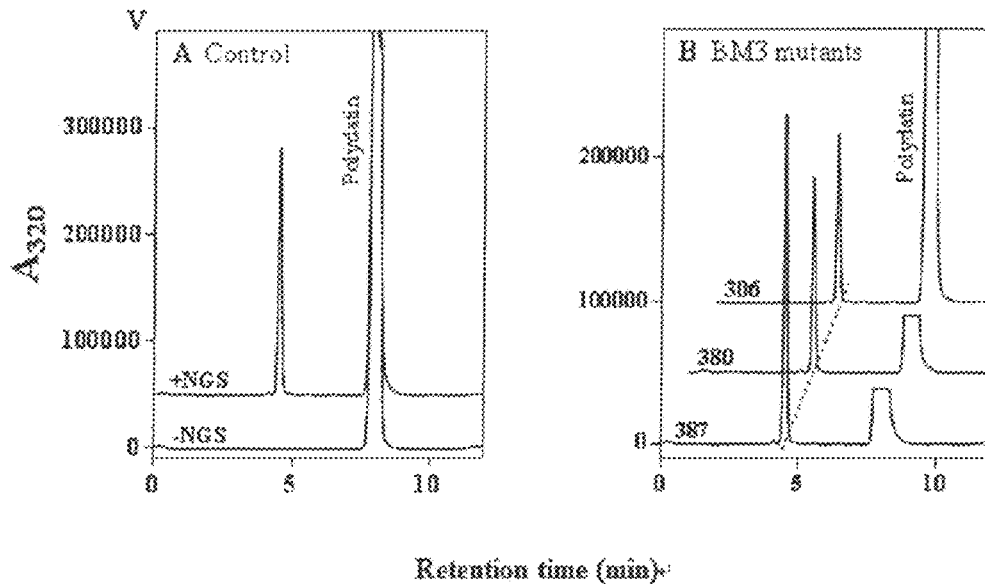 V
A Control
B BM3 mutants
Polydatin
Polydatin
300000
200000
100000
0
+NGS
-NGS
A320
200000
100000
0
306
380
387
0 5 10
0 5 10
Retention time (min)